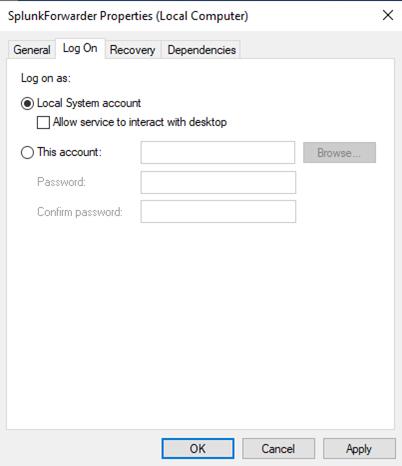 SplunkForwarder Properties (Local Computer)
General Log On Recovery Dependencies
Log on as:
Local System account
Allow service to interact with desktop
This account:
Browse...
Password:
Confirm password:
OK Cancel Apply